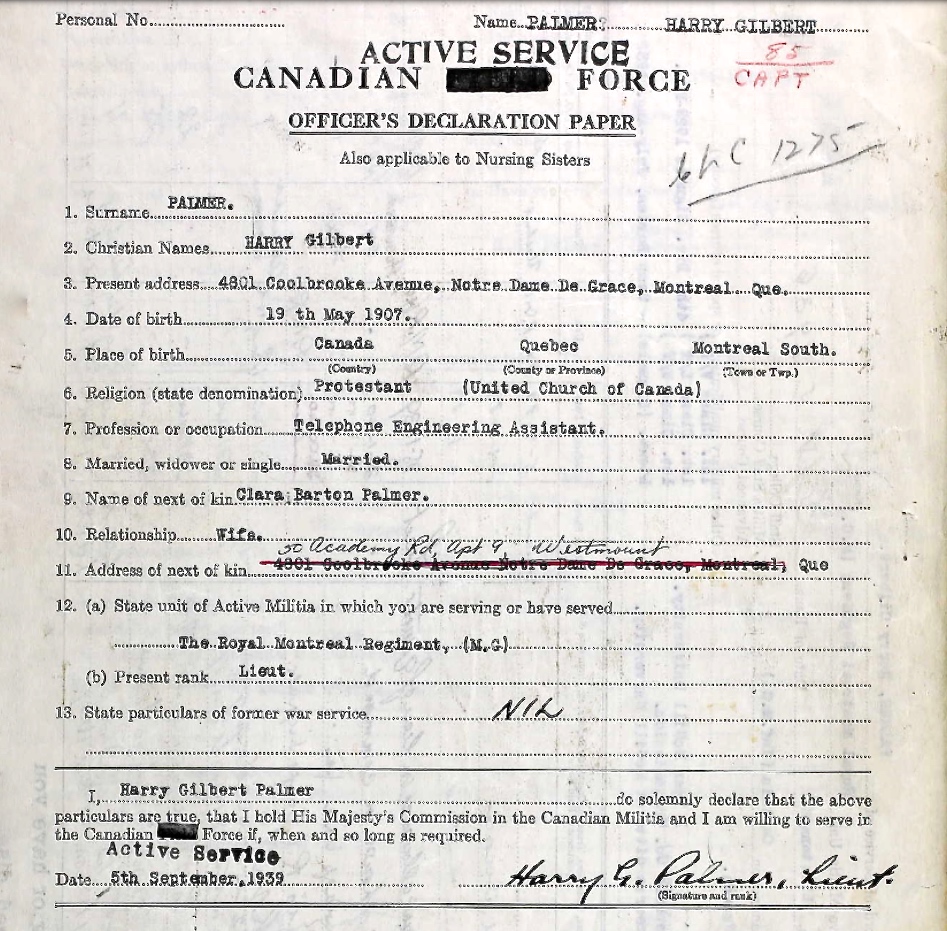 Personal No.
Name PALMER. HARRY GILBERT
ACTIVE SERVICE
85
CANADIAN FORCE
CAPT
OFFICER'S DECLARATION PAPER
Also applicable to Nursing Sisters
C 1275
1. Surname PALMER.
2. Christian Names HARRY Gilbert
3. Present address 4801 Coolbrooke Avenue, Notre Dame De Grace, Montreal Que.
4. Date of birth 19 th May 1907.
5. Place of birth Canada Quebec Montreal South.
(Country) (County or Province) (Town or Twp.)
6. Religion (state denomination) Protestant (United Church of Canada)
7. Profession or occupation Telephone Engineering Assistant.
8. Married, widower or single Married.
9. Name of next of kin Clara Barton Palmer.
10. Relationship Wife.
50 Academy Rd, Apt 9, Westmount
11. Address of next of kin 4801 Coolbrooke Avenue Notre Dame De Grace, Montreal, Que
12. (a) State unit of Active Militia in which you are serving or have served
The Royal Montreal Regiment, (M.G)
(b) Present rank Lieut.
13. State particulars of former war service NIL
I, Harry Gilbert Palmer do solemnly declare that the above
particulars are true, that I hold His Majesty's Commission in the Canadian Militia and I am willing to serve in
the Canadian Force if, when and so long as required.
Active Service
Date 5th September, 1939 Harry G. Palmer, Lieut.
(Signature and rank)